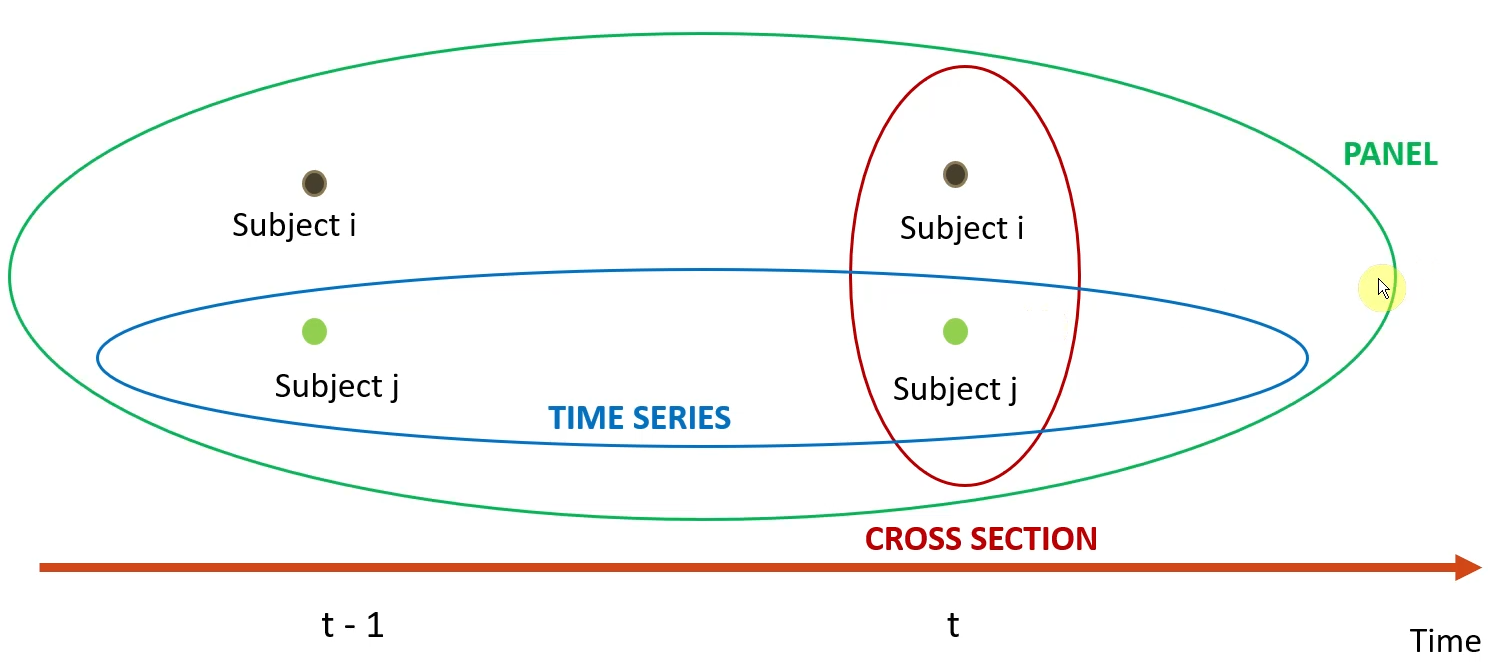 PANEL
Subject i
Subject i
Subject j
Subject j
TIME SERIES
CROSS SECTION
t - 1
t
Time